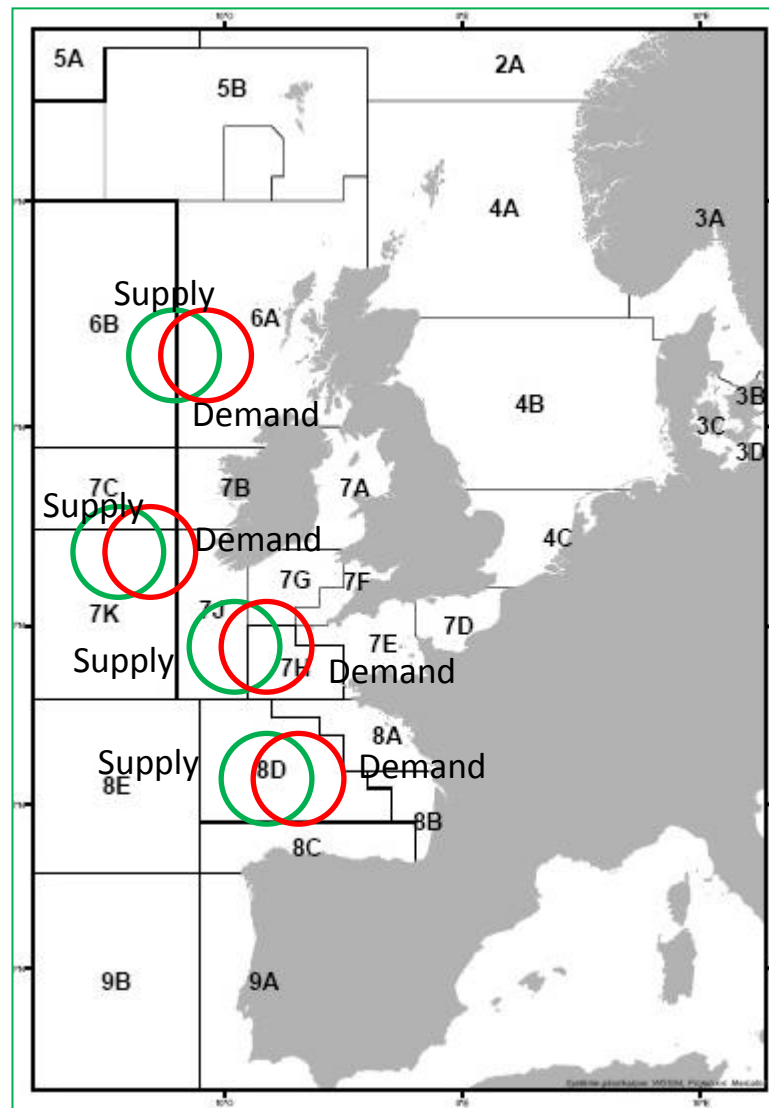 5A
2A
5B
4A
3A
Supply
6B
6A
Demand
4B
3B
3C
3D
7C
7B
7A
Supply
Demand
4C
7G
7F
7K
7J
7D
7E
Supply
7H
Demand
8A
Supply
8D
Demand
8E
8B
8C
9B
9A